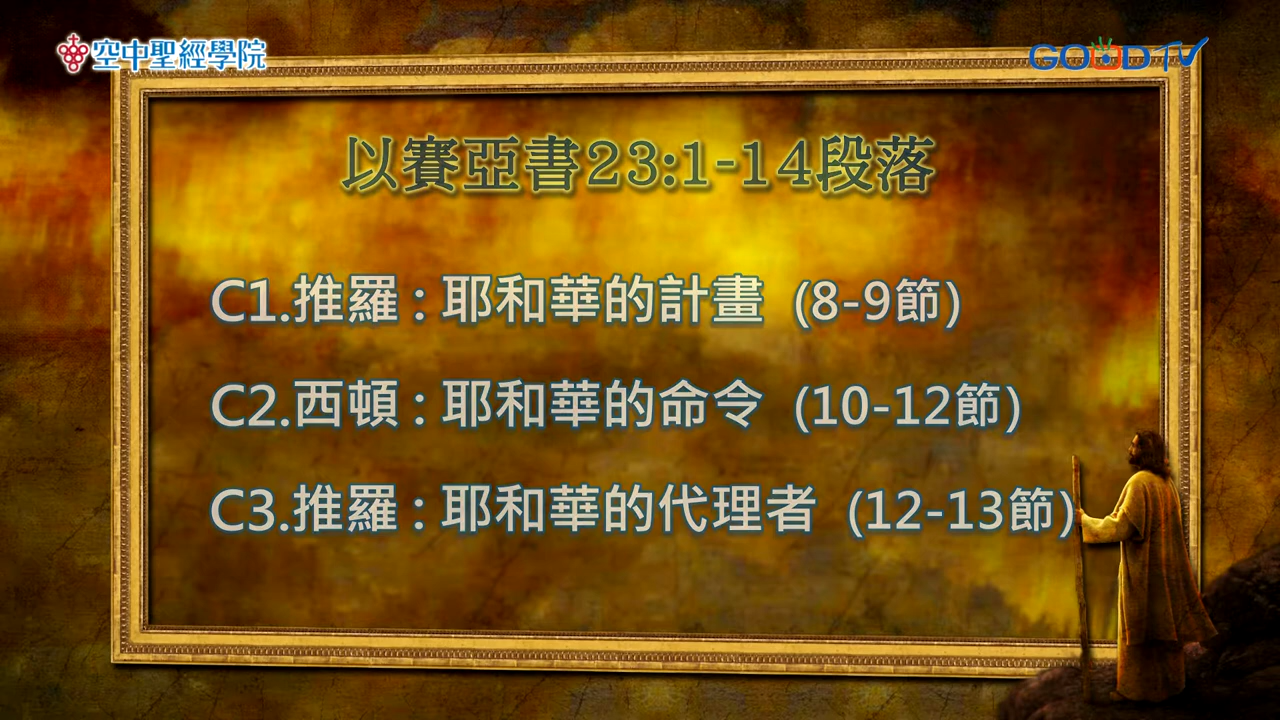 空中聖經學院
GOODTV
以賽亞書23:1-14段落
C1.推羅:耶和華的計畫 (8-9節)
C2.西頓:耶和華的命令 (10-12節)
C3.推羅:耶和華的代理者 (12-13節)